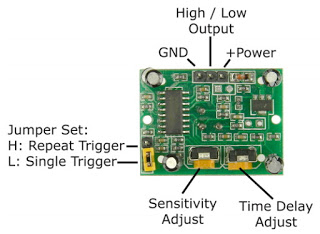 High / Low
Output
GND
+Power
Jumper Set:
H: Repeat Trigger
L: Single Trigger
Sensitivity
Adjust
Time Delay
Adjust